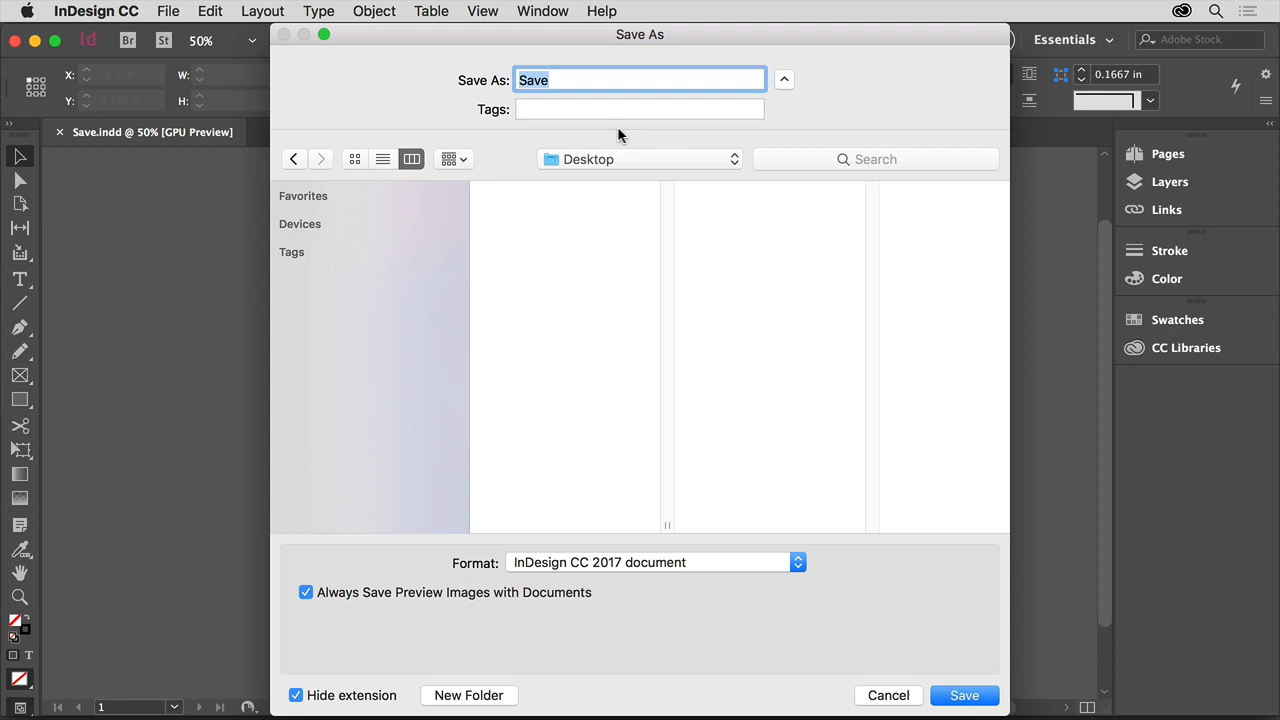 InDesign CC File Edit Layout Type Object Table View Window Help
Id Br St 50% Save As Essentials Adobe Stock
X: W: 0.1667 in
Y: H:
× Save.indd @ 50% [GPU Preview]
Save As: Save
Tags:
Desktop Search
Favorites
Devices
Tags
Pages
Layers
Links
Stroke
Color
Swatches
CC Libraries
Format: InDesign CC 2017 document
Always Save Preview Images with Documents
Hide extension New Folder Cancel Save
T
T
1